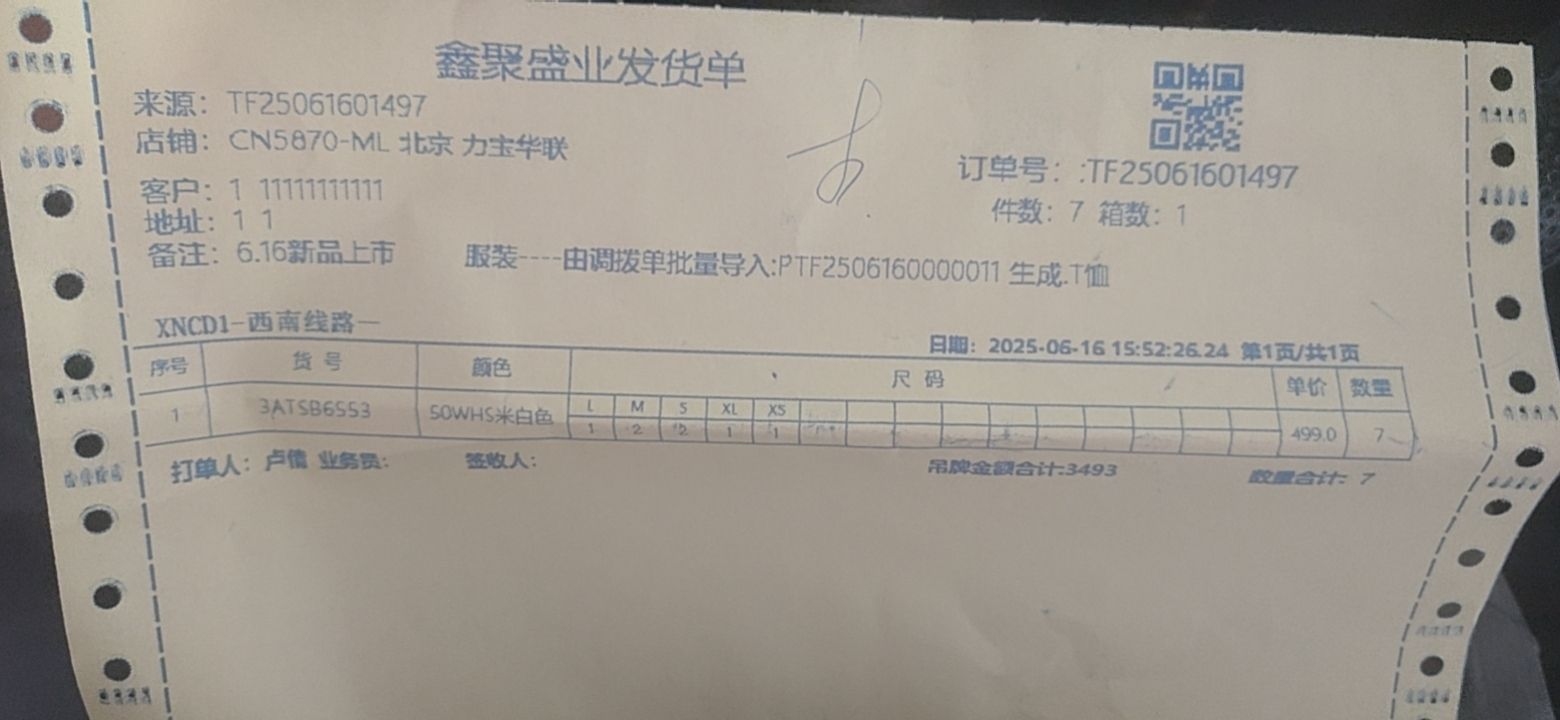 鑫聚盛业发货单
来源：TF25061601497
店铺：CN5870-ML 北京 力宝华联
订单号：:TF25061601497
客户：1 11111111111
件数：7 箱数：1
地址：1 1
备注：6.16新品上市 服装----由调拨单批量导入:PTF2506160000011 生成.T恤
XNCD1-西南线路一
日期：2025-06-16 15:52:26.24 第1页/共1页
序号 货号 颜色 尺码 单价 数量
L M S XL XS
1 3ATSB6553 50WHS米白色 499.0 7
1 2 2 1 1
打单人：卢倩 业务员: 签收人: 吊牌金额合计:3493 数量合计: 7